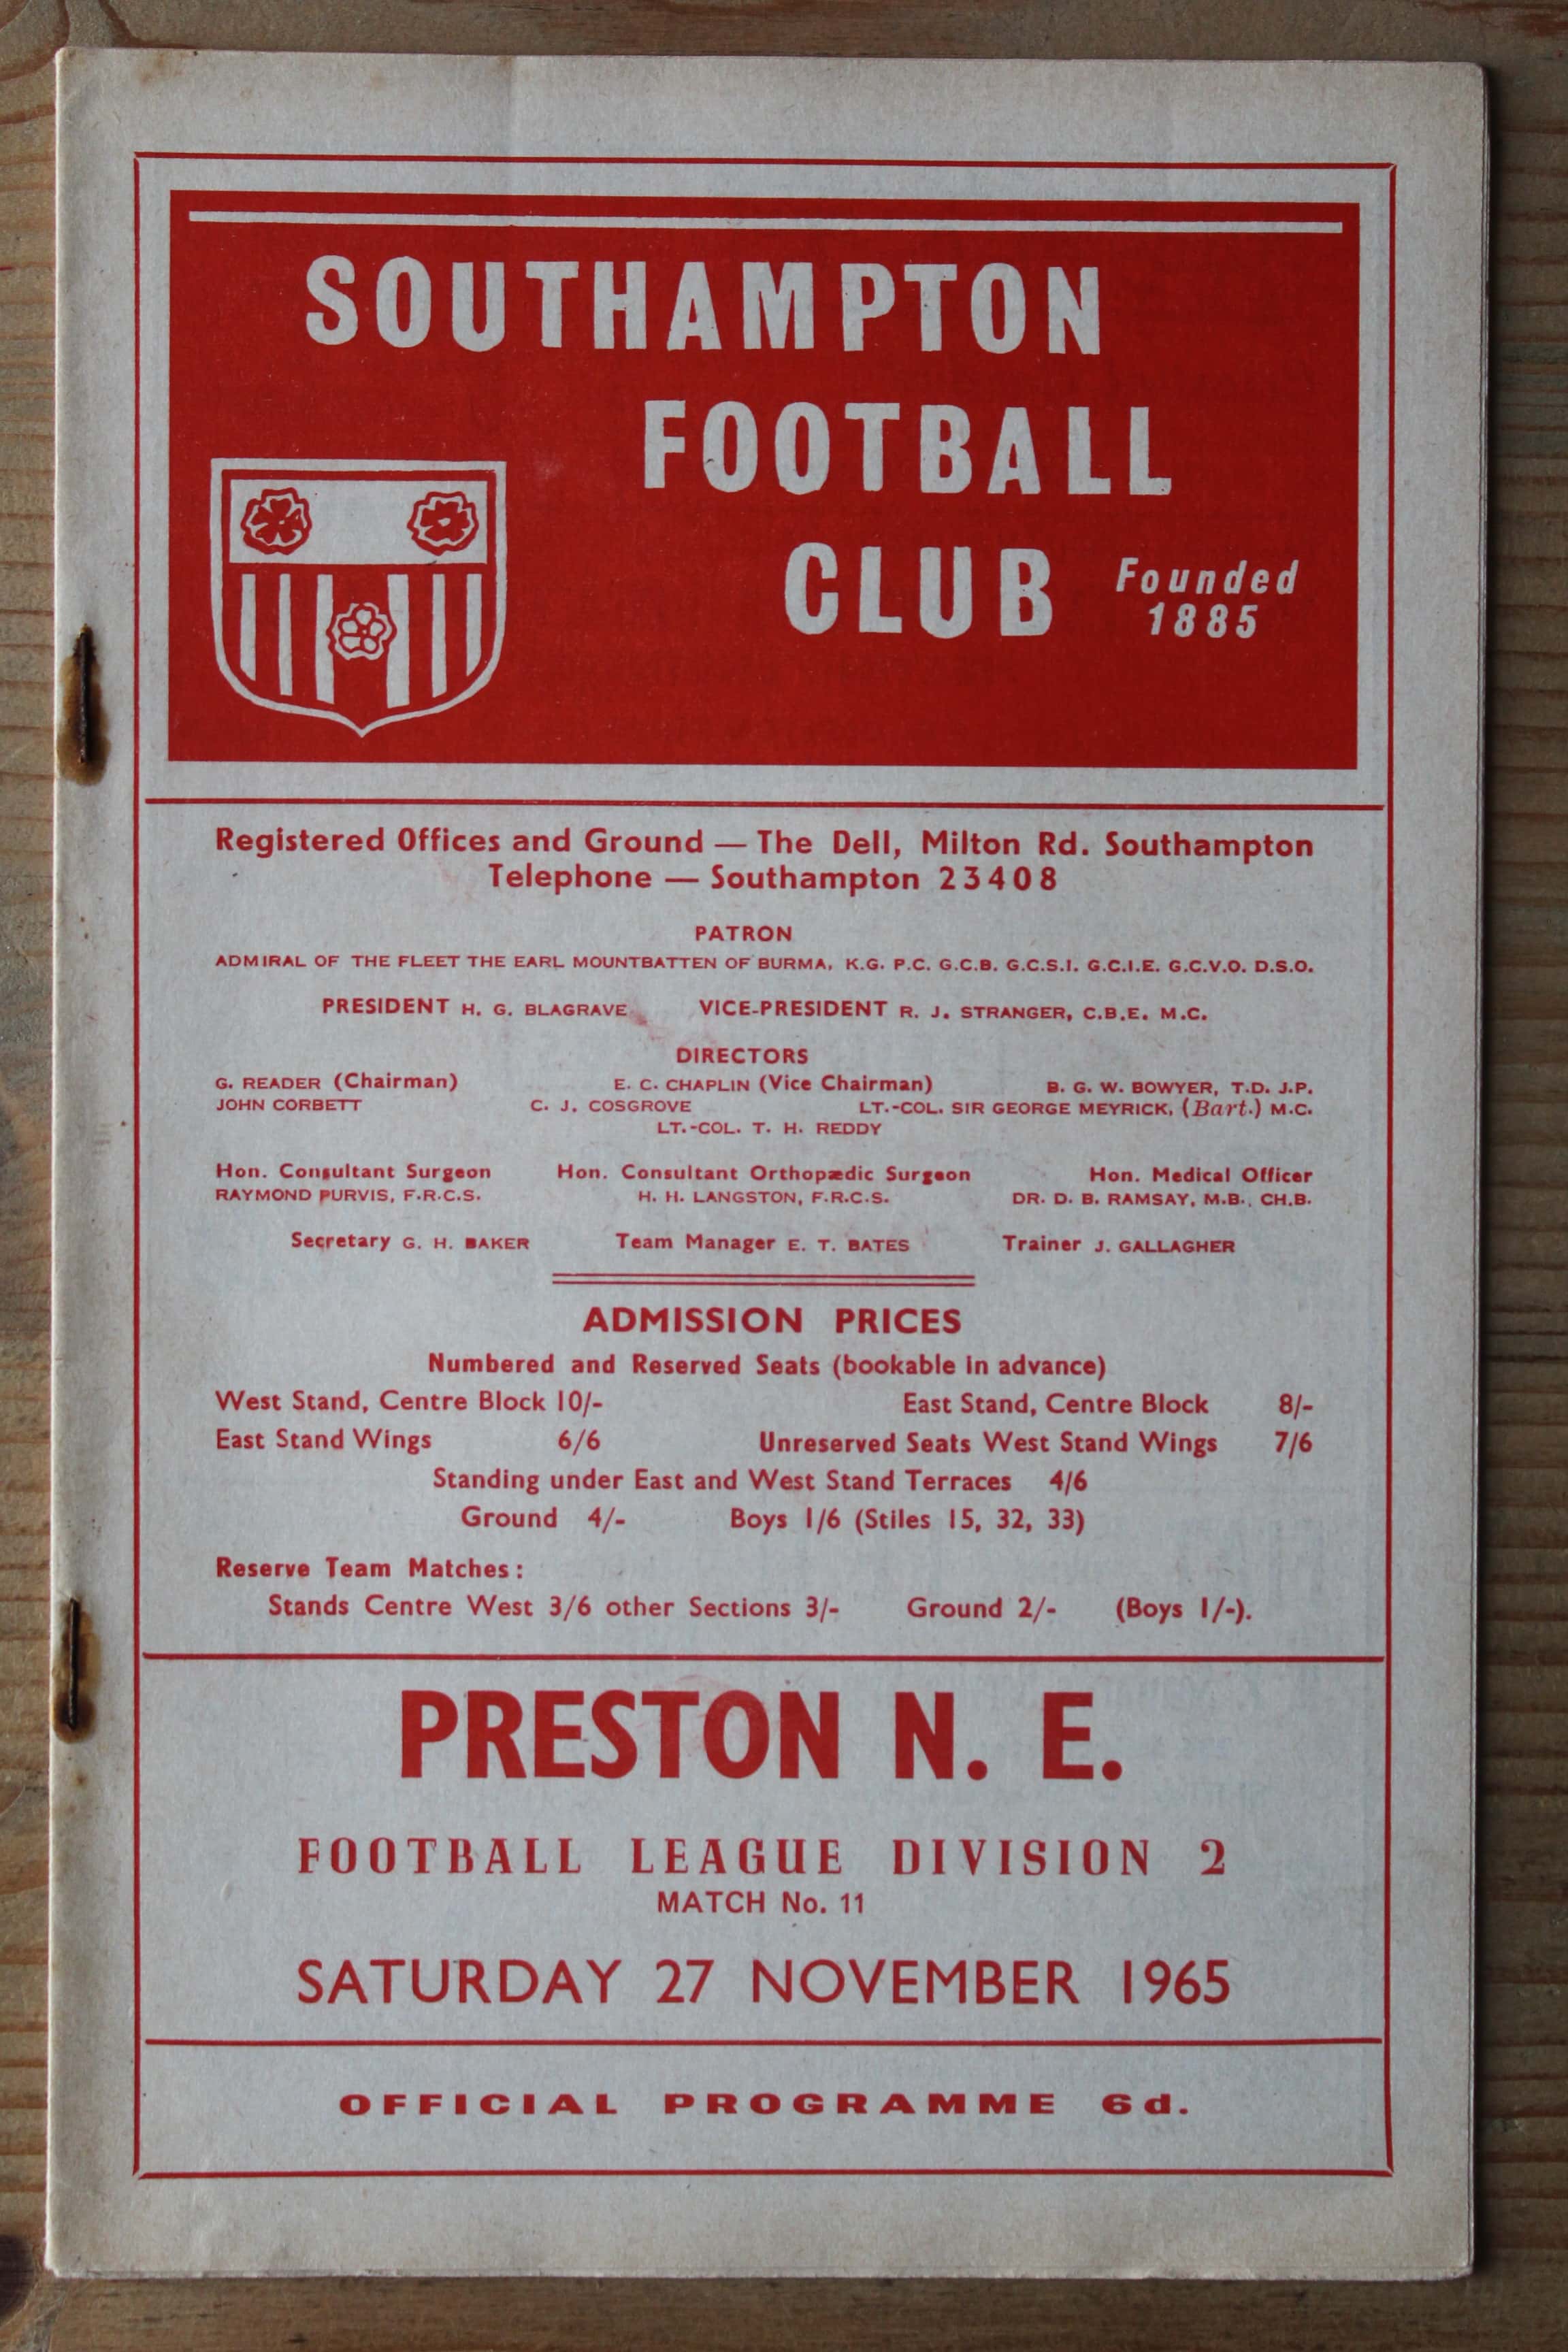 SOUTHAMPTON
FOOTBALL
CLUB Founded
1885
Registered Offices and Ground — The Dell, Milton Rd. Southampton
Telephone — Southampton 23408
PATRON
ADMIRAL OF THE FLEET THE EARL MOUNTBATTEN OF BURMA, K.G. P.C. G.C.B. G.C.S.I. G.C.I.E. G.C.V.O. D.S.O.
PRESIDENT H. G. BLAGRAVE VICE-PRESIDENT R. J. STRANGER, C.B.E. M.C.
DIRECTORS
G. READER (Chairman) E. C. CHAPLIN (Vice Chairman) B. G. W. BOWYER, T.D. J.P.
JOHN CORBETT C. J. COSGROVE LT.-COL. SIR GEORGE MEYRICK, (Bart.) M.C.
LT.-COL. T. H. REDDY
Hon. Consultant Surgeon Hon. Consultant Orthopædic Surgeon Hon. Medical Officer
RAYMOND PURVIS, F.R.C.S. H. H. LANGSTON, F.R.C.S. DR. D. B. RAMSAY, M.B., CH.B.
Secretary G. H. BAKER Team Manager E. T. BATES Trainer J. GALLAGHER
ADMISSION PRICES
Numbered and Reserved Seats (bookable in advance)
West Stand, Centre Block 10/- East Stand, Centre Block 8/-
East Stand Wings 6/6 Unreserved Seats West Stand Wings 7/6
Standing under East and West Stand Terraces 4/6
Ground 4/- Boys 1/6 (Stiles 15, 32, 33)
Reserve Team Matches:
Stands Centre West 3/6 other Sections 3/- Ground 2/- (Boys 1/-).
PRESTON N. E.
FOOTBALL LEAGUE DIVISION 2
MATCH No. 11
SATURDAY 27 NOVEMBER 1965
OFFICIAL PROGRAMME 6d.